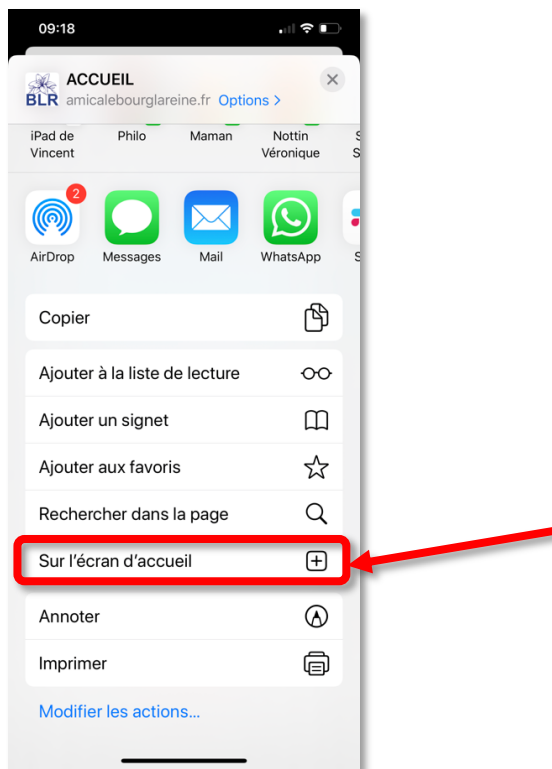 09:18
ACCUEIL
BLR amicalebourglareine.fr Options >
iPad de Vincent
Philo
Maman
Nottin Véronique
2
AirDrop
Messages
Mail
WhatsApp
S
Copier
Ajouter à la liste de lecture
Ajouter un signet
Ajouter aux favoris
Rechercher dans la page
Sur l'écran d'accueil
Annoter
Imprimer
Modifier les actions...